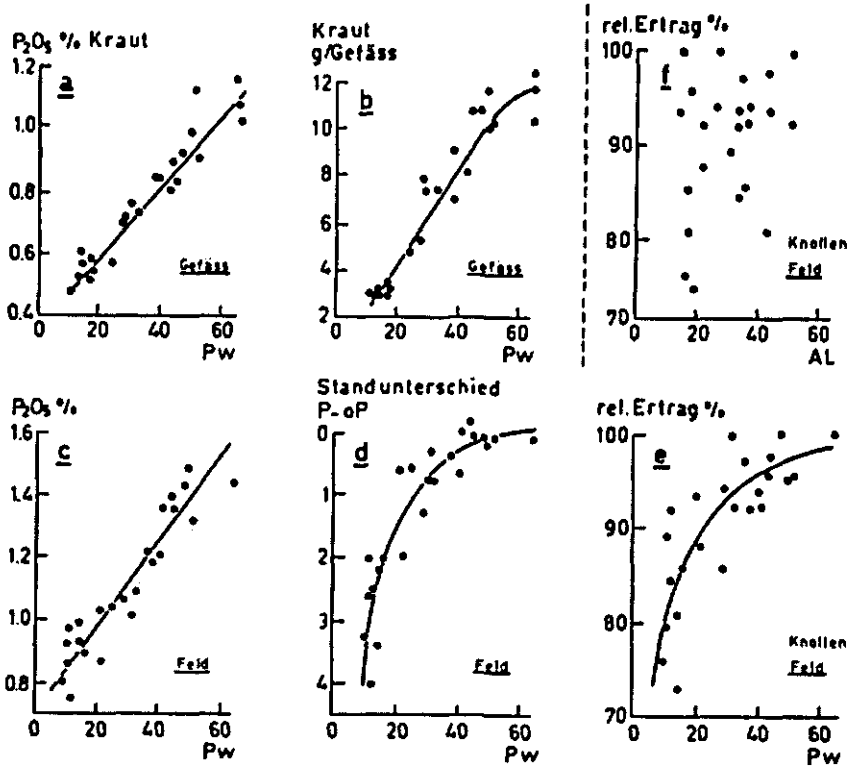 P₂O₅ % Kraut
a
1.2
1.0
0.8
0.6
0.4
0 20 40 60
Pw
Gefäss
Kraut
g/Gefäss
b
12
10
8
6
4
2
0 20 40 60
Pw
Gefäss
rel.Ertrag %
f
100
90
80
70
0 20 40 60
AL
Knollen
Feld
P₂O₅ %
c
1.6
1.4
1.2
1.0
0.8
0 20 40 60
Pw
Feld
Standunterschied
P-oP
d
0
1
2
3
4
0 20 40 60
Pw
Feld
rel.Ertrag %
e
100
90
80
70
0 20 40 60
Pw
Knollen
Feld